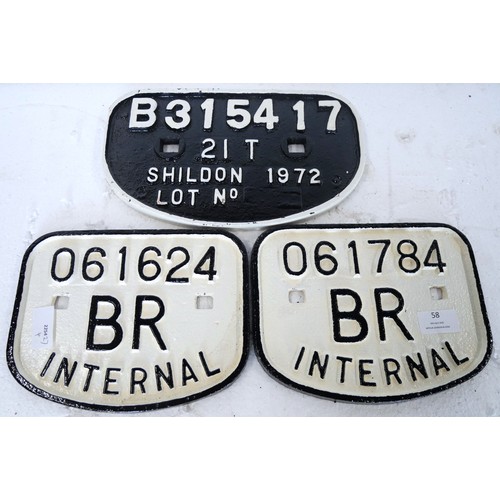 B315417
21 T
SHILDON 1972
LOT Nº
061624
BR
INTERNAL
061784
BR
INTERNAL
58